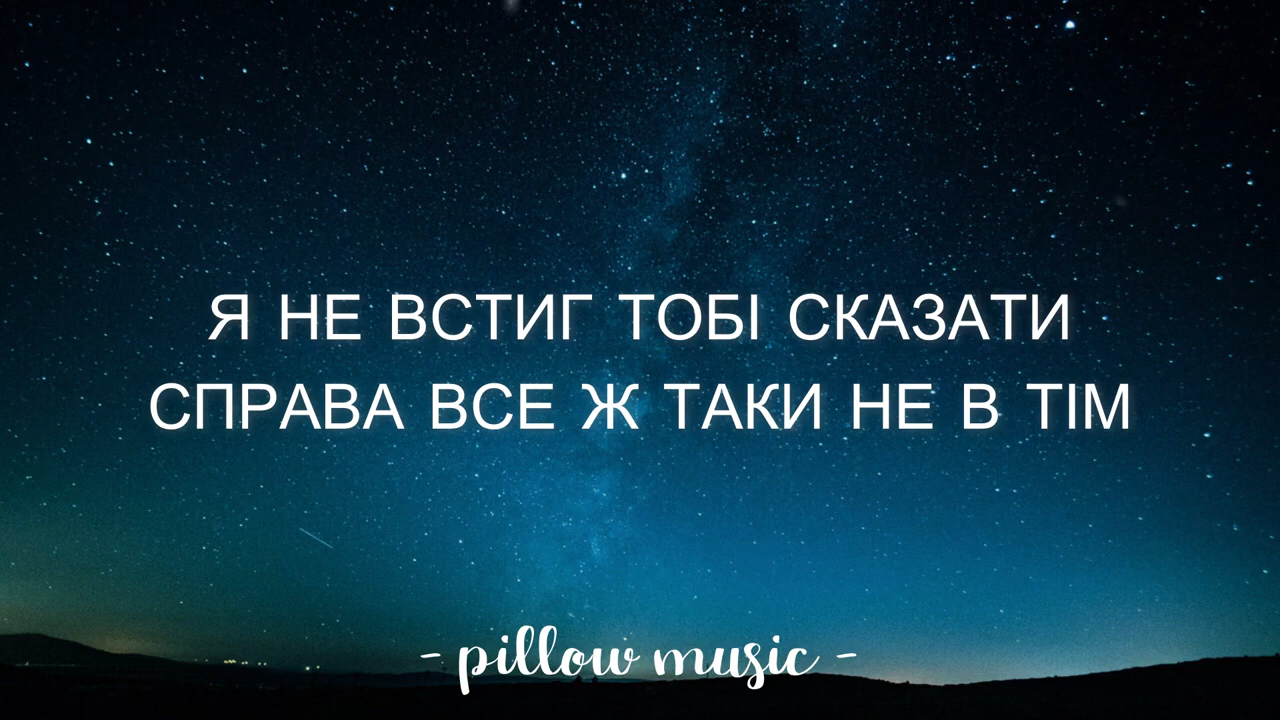 Я НЕ ВСТИГ ТОБІ СКАЗАТИ
СПРАВА ВСЕ Ж ТАКИ НЕ В ТІМ
- pillow music -